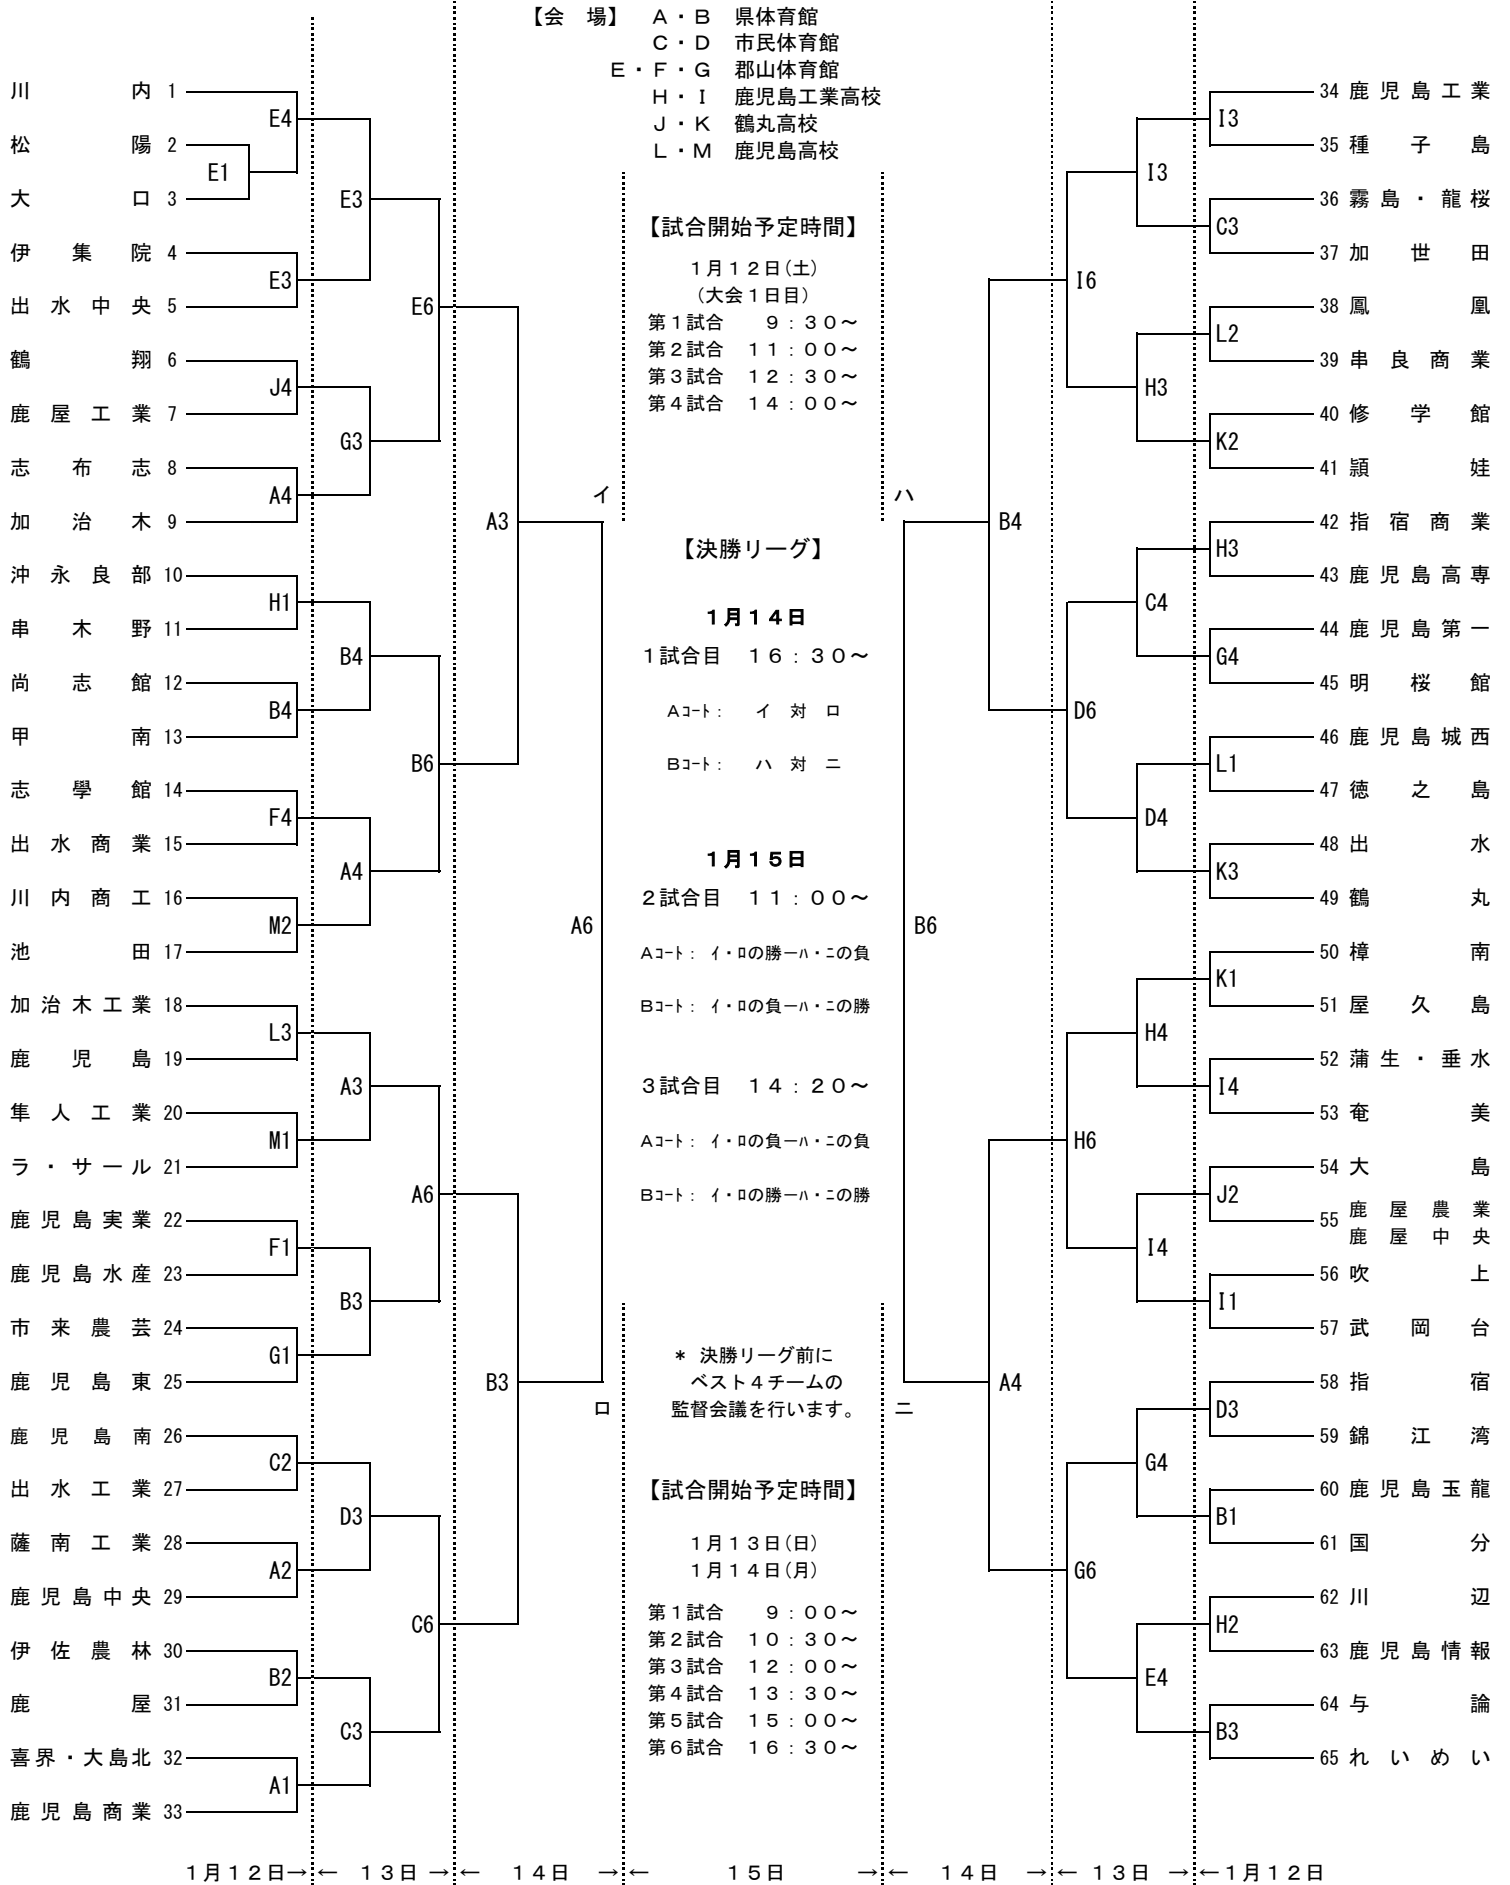 【会　場】　Ａ・Ｂ　県体育館
Ｃ・Ｄ　市民体育館
Ｅ・Ｆ・Ｇ　郡山体育館
Ｈ・Ｉ　鹿児島工業高校
Ｊ・Ｋ　鶴丸高校
Ｌ・Ｍ　鹿児島高校
川内 1
松陽 2
大口 3
伊集院 4
出水中央 5
鶴翔 6
鹿屋工業 7
志布志 8
加治木 9
沖永良部 10
串木野 11
尚志館 12
甲南 13
志學館 14
出水商業 15
川内商工 16
池田 17
加治木工業 18
鹿児島 19
隼人工業 20
ラ・サール 21
鹿児島実業 22
鹿児島水産 23
市来農芸 24
鹿児島東 25
鹿児島南 26
出水工業 27
薩南工業 28
鹿児島中央 29
伊佐農林 30
鹿屋 31
喜界・大島北 32
鹿児島商業 33
E4
E1
E3
J4
A4
H1
B4
F4
M2
L3
M1
F1
G1
C2
A2
B2
A1
E3
G3
B4
A4
A3
B3
D3
C3
E6
B6
A6
C6
A3
B3
A6
イ
ロ
【試合開始予定時間】
１月１２日(土)
（大会１日目）
第１試合　９：３０～
第２試合　１１：００～
第３試合　１２：３０～
第４試合　１４：００～
【決勝リーグ】
１月１４日
１試合目　１６：３０～
Ａｺｰﾄ：　イ　対　ロ
Ｂｺｰﾄ：　ハ　対　ニ
１月１５日
２試合目　１１：００～
Ａｺｰﾄ：　ｲ・ﾛの勝－ﾊ・ﾆの負
Ｂｺｰﾄ：　ｲ・ﾛの負－ﾊ・ﾆの勝
３試合目　１４：２０～
Ａｺｰﾄ：　ｲ・ﾛの負－ﾊ・ﾆの負
Ｂｺｰﾄ：　ｲ・ﾛの勝－ﾊ・ﾆの勝
* 決勝リーグ前に
ベスト４チームの
監督会議を行います。
【試合開始予定時間】
１月１３日(日)
１月１４日(月)
第１試合　９：００～
第２試合　１０：３０～
第３試合　１２：００～
第４試合　１３：３０～
第５試合　１５：００～
第６試合　１６：３０～
ハ
ニ
B6
B4
A4
I6
D6
H6
G6
I3
H3
C4
D4
H4
I4
G4
E4
I3
C3
L2
K2
H3
G4
L1
K3
K1
I4
J2
I1
D3
B1
H2
B3
34 鹿児島工業
35 種子島
36 霧島・龍桜
37 加世田
38 鳳凰
39 串良商業
40 修学館
41 頴娃
42 指宿商業
43 鹿児島高専
44 鹿児島第一
45 明桜館
46 鹿児島城西
47 徳之島
48 出水
49 鶴丸
50 樟南
51 屋久島
52 蒲生・垂水
53 奄美
54 大島
55 鹿屋農業
鹿屋中央
56 吹上
57 武岡台
58 指宿
59 錦江湾
60 鹿児島玉龍
61 国分
62 川辺
63 鹿児島情報
64 与論
65 れいめい
１月１２日→ ← １３日 → ← １４日 → ← １５日 → ← １４日 → ← １３日 → ←１月１２日